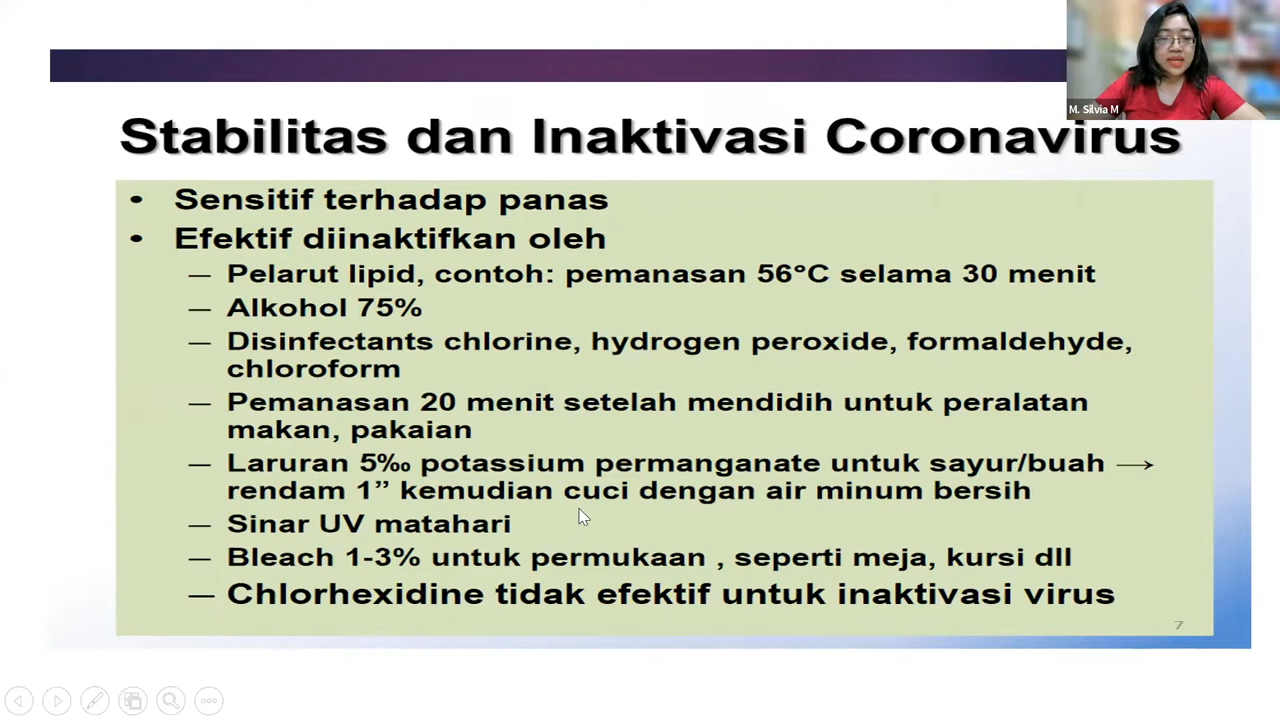 M. Silvia M
Stabilitas dan Inaktivasi Coronavirus
• Sensitif terhadap panas
• Efektif diinaktifkan oleh
— Pelarut lipid, contoh: pemanasan 56°C selama 30 menit
— Alkohol 75%
— Disinfectants chlorine, hydrogen peroxide, formaldehyde,
chloroform
— Pemanasan 20 menit setelah mendidih untuk peralatan
makan, pakaian
— Laruran 5‰ potassium permanganate untuk sayur/buah →
rendam 1” kemudian cuci dengan air minum bersih
— Sinar UV matahari
— Bleach 1-3% untuk permukaan , seperti meja, kursi dll
— Chlorhexidine tidak efektif untuk inaktivasi virus
7